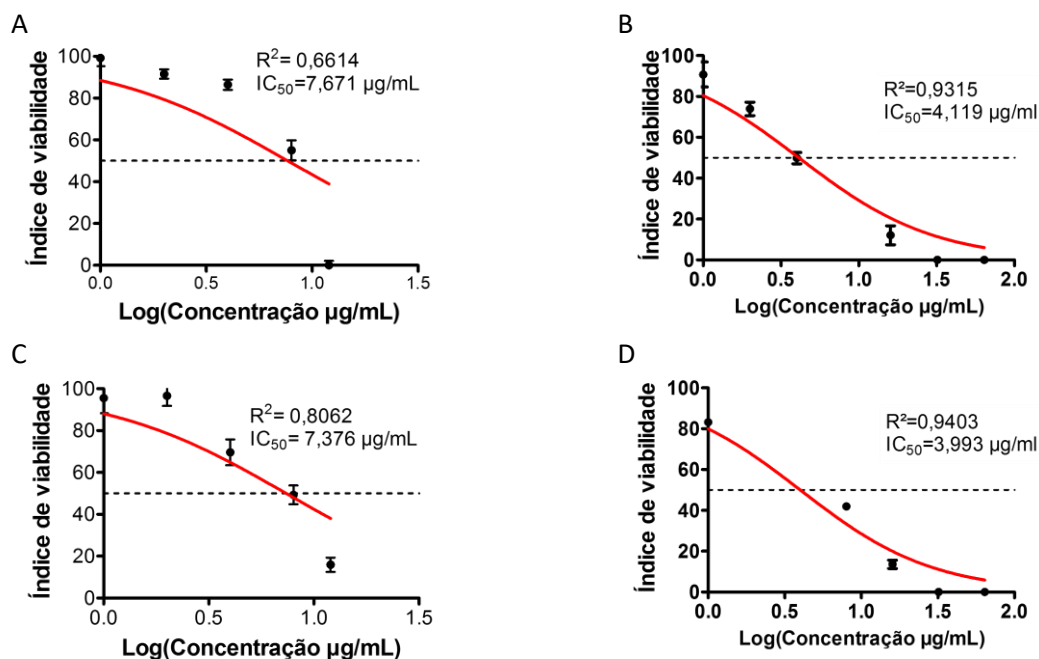 A
R²= 0,6614
IC₅₀=7,671 µg/mL
Índice de viabilidade
100
80
60
40
20
0
0.0
0.5
1.0
1.5
Log(Concentração µg/mL)
B
R²=0,9315
IC₅₀=4,119 µg/ml
Índice de viabilidade
100
80
60
40
20
0
0.0
0.5
1.0
1.5
2.0
Log(Concentração µg/mL)
C
R²= 0,8062
IC₅₀= 7,376 µg/mL
Índice de viabilidade
100
80
60
40
20
0
0.0
0.5
1.0
1.5
Log(Concentração µg/mL)
D
R²=0,9403
IC₅₀=3,993 µg/ml
Índice de viabilidade
100
80
60
40
20
0
0.0
0.5
1.0
1.5
2.0
Log(Concentração µg/mL)